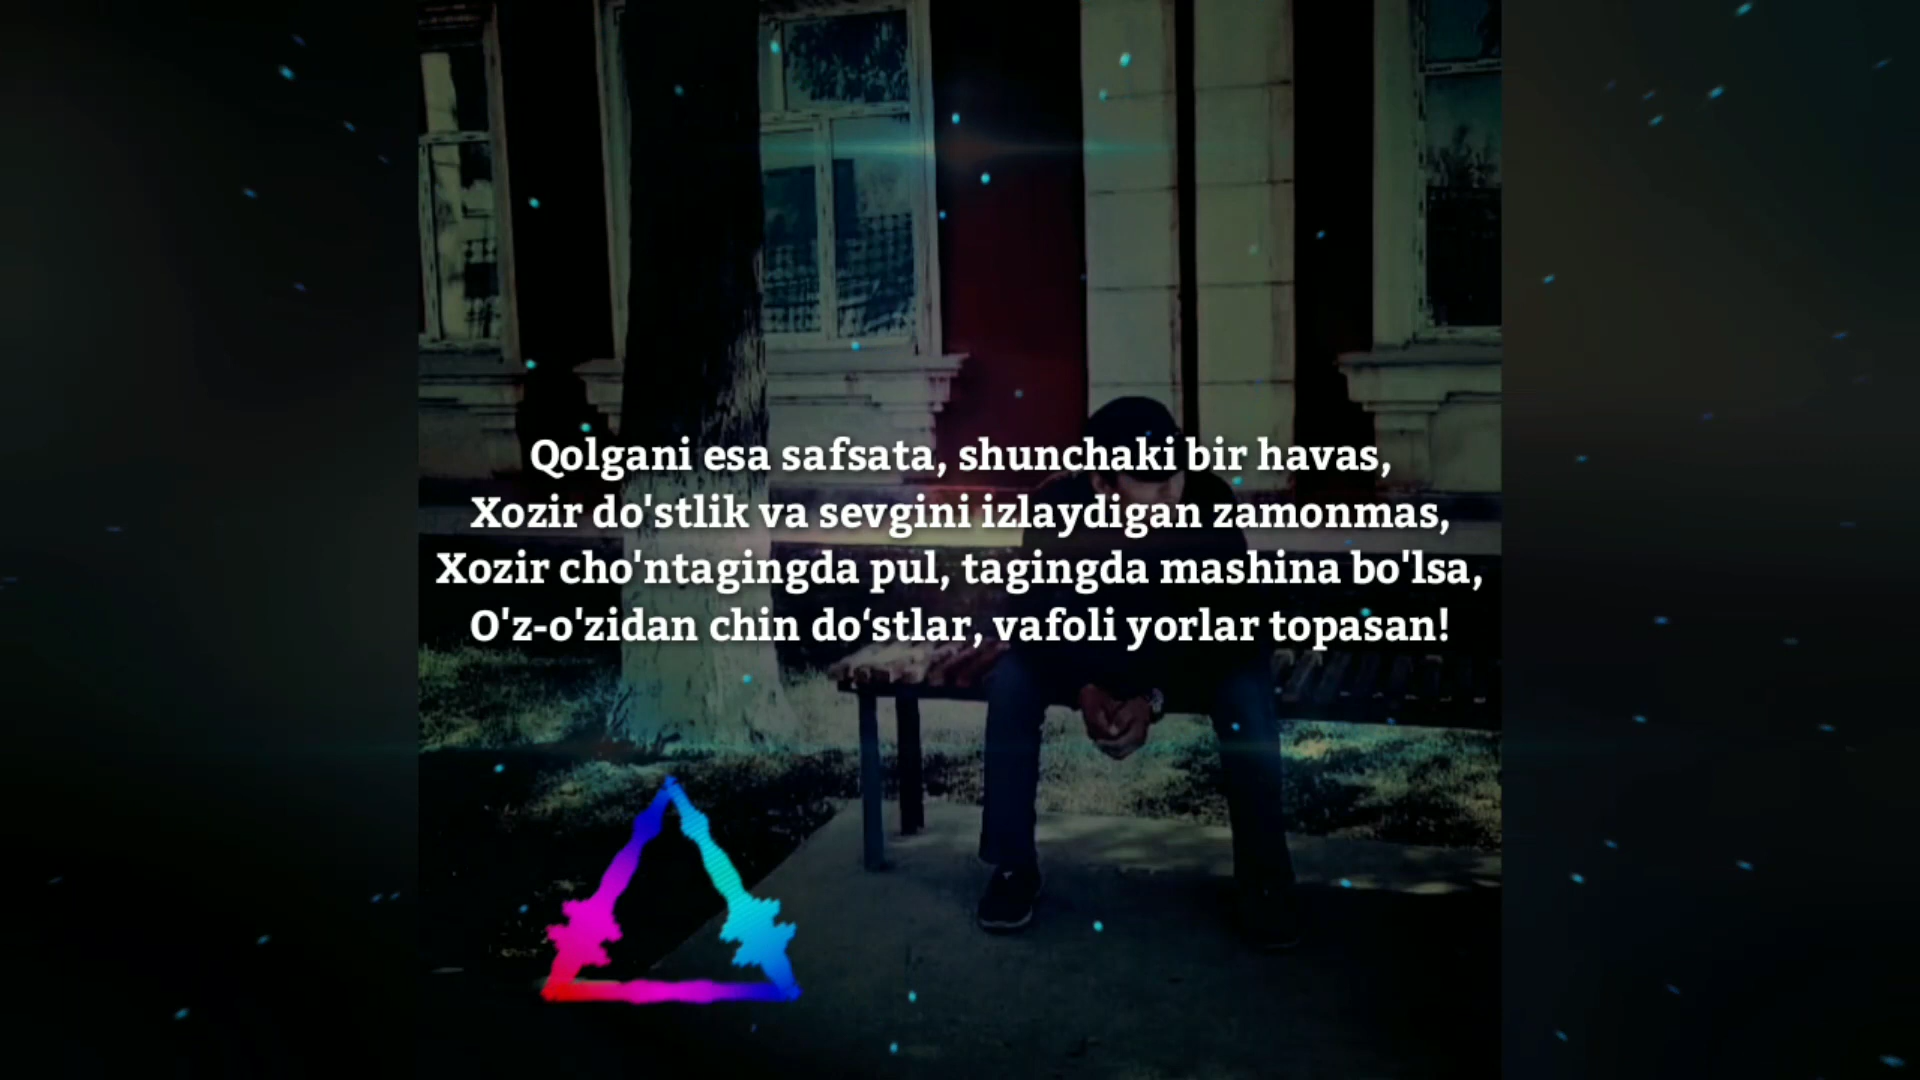 Qolgani esa safsata, shunchaki bir havas,
Xozir do'stlik va sevgini izlaydigan zamonmas,
Xozir cho'ntagingda pul, tagingda mashina bo'lsa,
O'z-o'zidan chin do‘stlar, vafoli yorlar topasan!